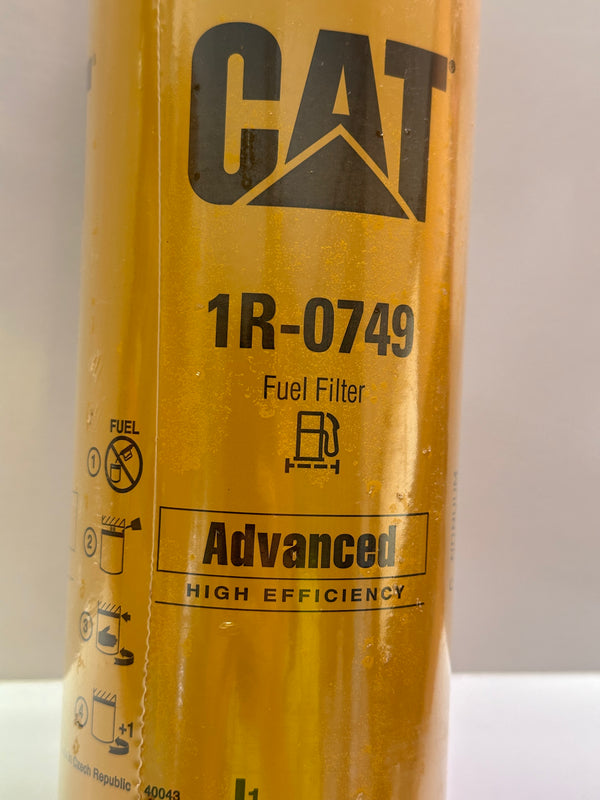 CAT®
1R-0749
Fuel Filter
FUEL
1
2
3
4
+1
Advanced
HIGH EFFICIENCY
Czech Republic
40043